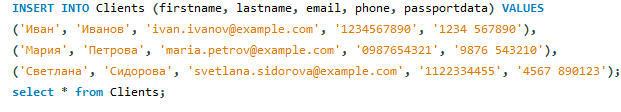 INSERT INTO Clients (firstname, lastname, email, phone, passportdata) VALUES
('Иван', 'Иванов', 'ivan.ivanov@example.com', '1234567890', '1234 567890'),
('Мария', 'Петрова', 'maria.petrov@example.com', '0987654321', '9876 543210'),
('Светлана', 'Сидорова', 'svetlana.sidorova@example.com', '1122334455', '4567 890123');
select * from Clients;